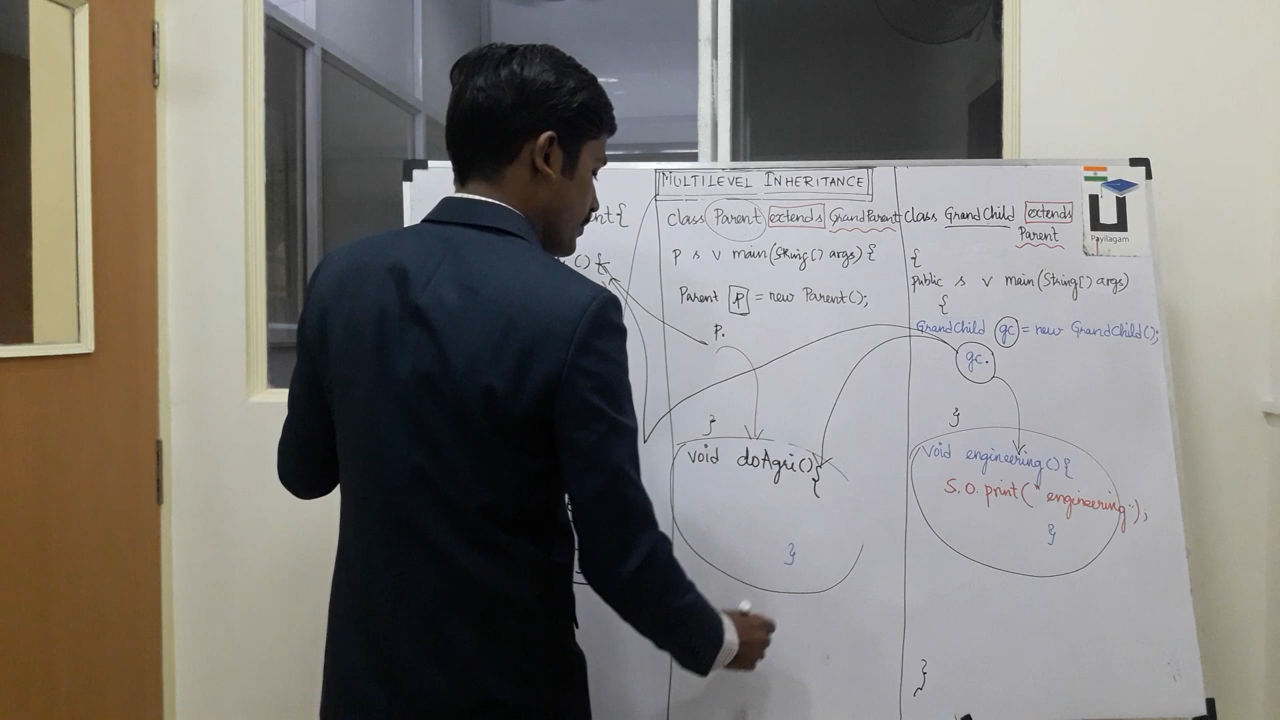 MULTILEVEL INHERITANCE
ent{
() {
class Parent extends GrandParent
P s v main(String[] args) {
Parent p = new Parent();
p.
}
void doAgri()
{
}
class GrandChild extends
Parent
{
public s v main(String[] args)
{
GrandChild gc = new GrandChild();
gc.
}
void engineering() {
S.O.print("engineering");
}
}
Payilagam